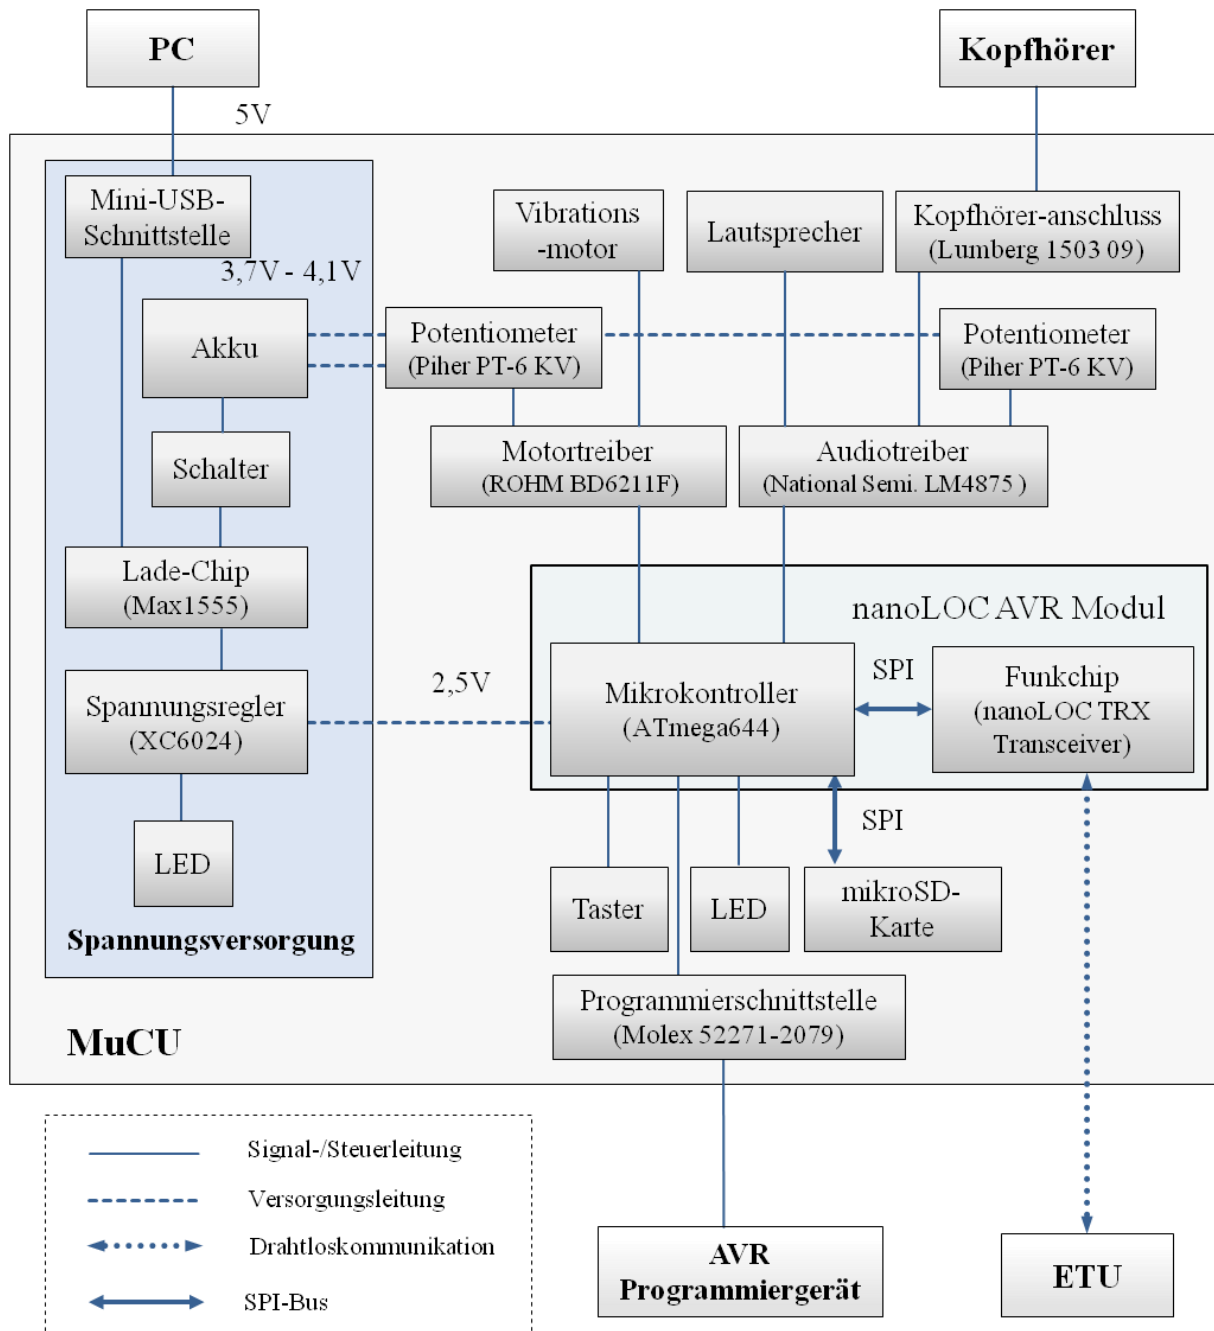 PC
Kopfhörer
5V
Mini-USB-
Schnittstelle
Vibrations
-motor
Lautsprecher
Kopfhörer-anschluss
(Lumberg 1503 09)
3,7V - 4,1V
Akku
Potentiometer
(Piher PT-6 KV)
Potentiometer
(Piher PT-6 KV)
Schalter
Motortreiber
(ROHM BD6211F)
Audiotreiber
(National Semi. LM4875 )
Lade-Chip
(Max1555)
nanoLOC AVR Modul
Spannungsregler
(XC6024)
2,5V
Mikrokontroller
(ATmega644)
SPI
Funkchip
(nanoLOC TRX
Transceiver)
SPI
LED
Taster
LED
mikroSD-
Karte
Spannungsversorgung
Programmierschnittstelle
(Molex 52271-2079)
MuCU
Signal-/Steuerleitung
Versorgungsleitung
Drahtloskommunikation
SPI-Bus
AVR
Programmiergerät
ETU